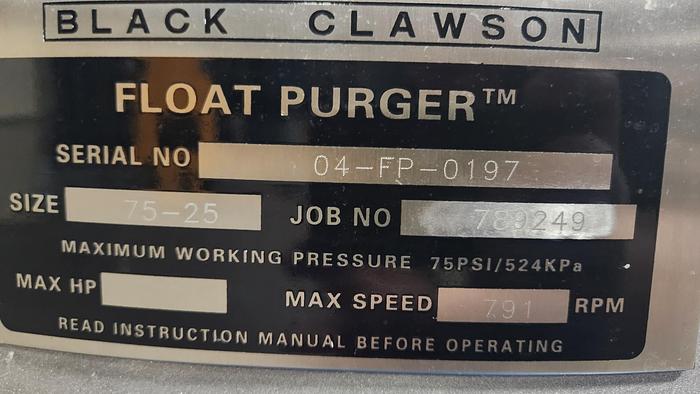 BLACK CLAWSON
FLOAT PURGER™
SERIAL NO 04-FP-0197
SIZE 75-25 JOB NO 789249
MAXIMUM WORKING PRESSURE 75PSI/524KPa
MAX HP MAX SPEED 791 RPM
READ INSTRUCTION MANUAL BEFORE OPERATING